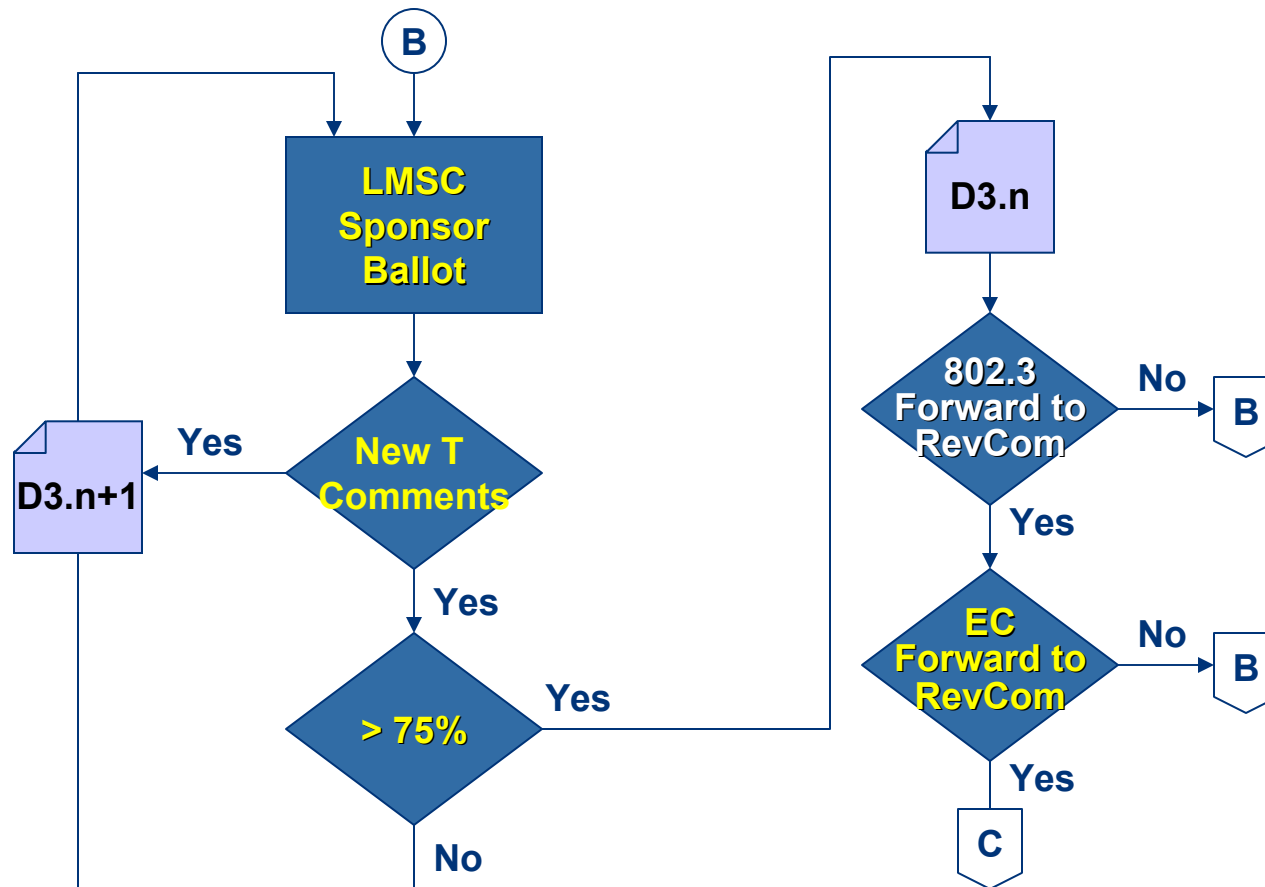 B
LMSC
Sponsor
Ballot
New T
Comments
Yes
D3.n+1
Yes
> 75%
Yes
No
D3.n
802.3
Forward to
RevCom
No
B
Yes
EC
Forward to
RevCom
No
B
Yes
C